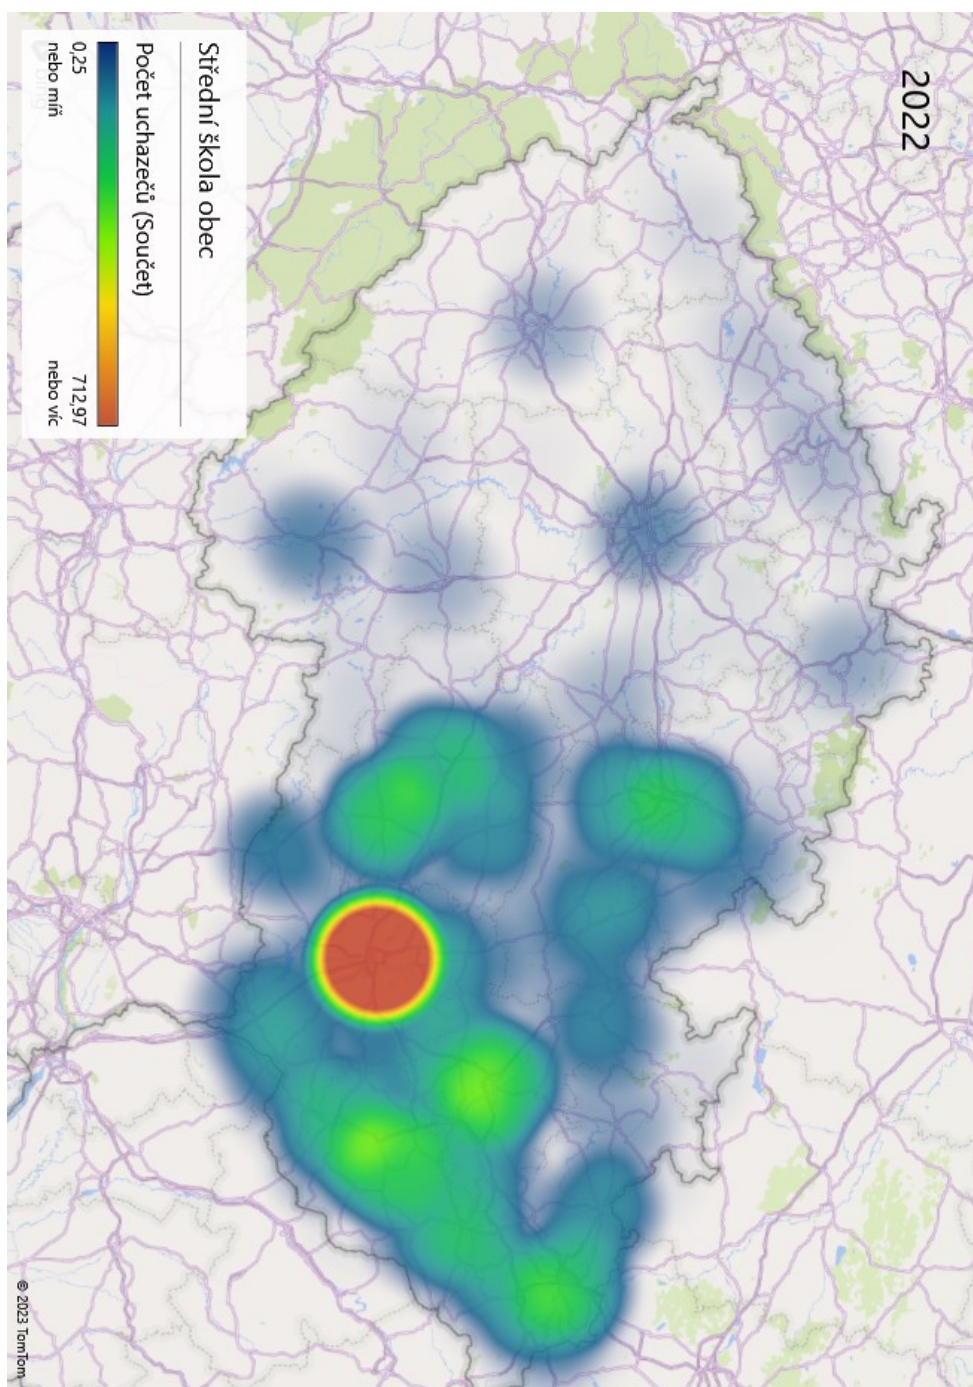 2022
Střední škola obec
Počet uchazečů (Součet)
0,25
nebo míň
712,97
nebo víc
© 2023 TomTom